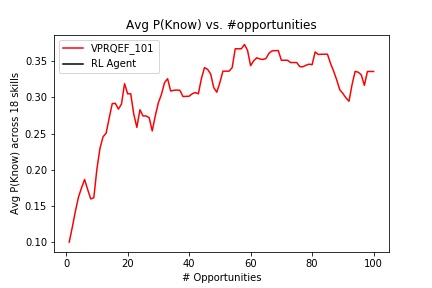 Avg P(Know) vs. #opportunities
VPRQEF_101
RL Agent
Avg P(Know) across 18 skills
0.35
0.30
0.25
0.20
0.15
0.10
0
20
40
60
80
100
# Opportunities